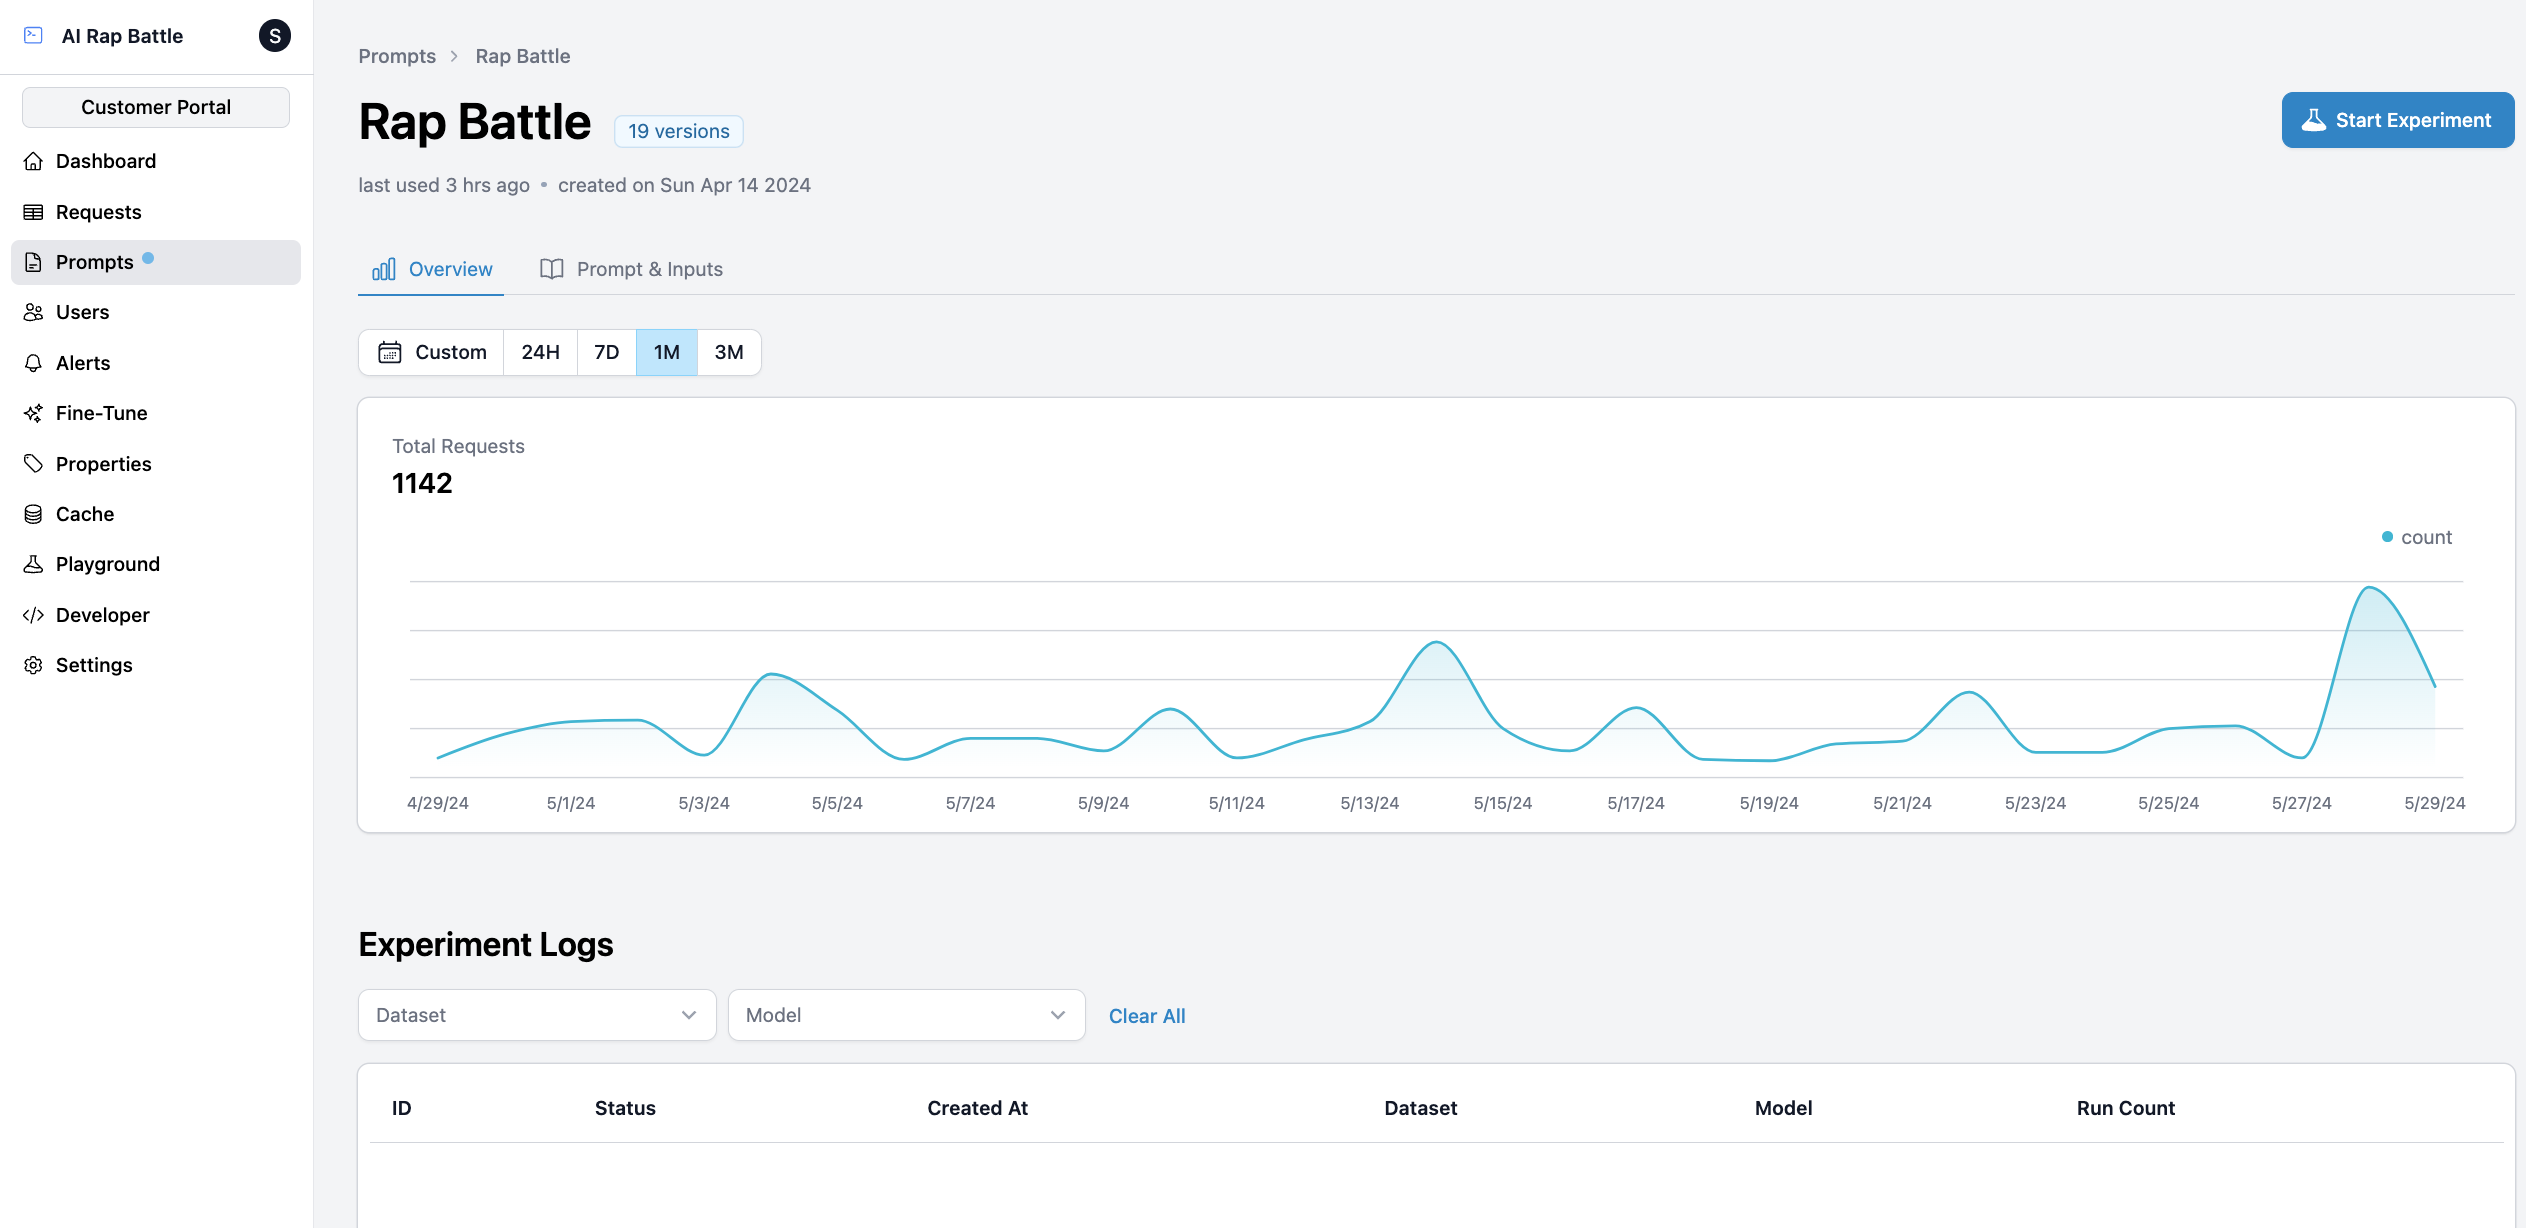 AI Rap Battle
S
Customer Portal
Dashboard
Requests
Prompts
Users
Alerts
Fine-Tune
Properties
Cache
Playground
Developer
Settings
Prompts > Rap Battle
Rap Battle
19 versions
Start Experiment
last used 3 hrs ago • created on Sun Apr 14 2024
Overview
Prompt & Inputs
Custom 24H 7D 1M 3M
Total Requests
1142
count
4/29/24 5/1/24 5/3/24 5/5/24 5/7/24 5/9/24 5/11/24 5/13/24 5/15/24 5/17/24 5/19/24 5/21/24 5/23/24 5/25/24 5/27/24 5/29/24
Experiment Logs
Dataset
Model
Clear All
ID Status Created At Dataset Model Run Count